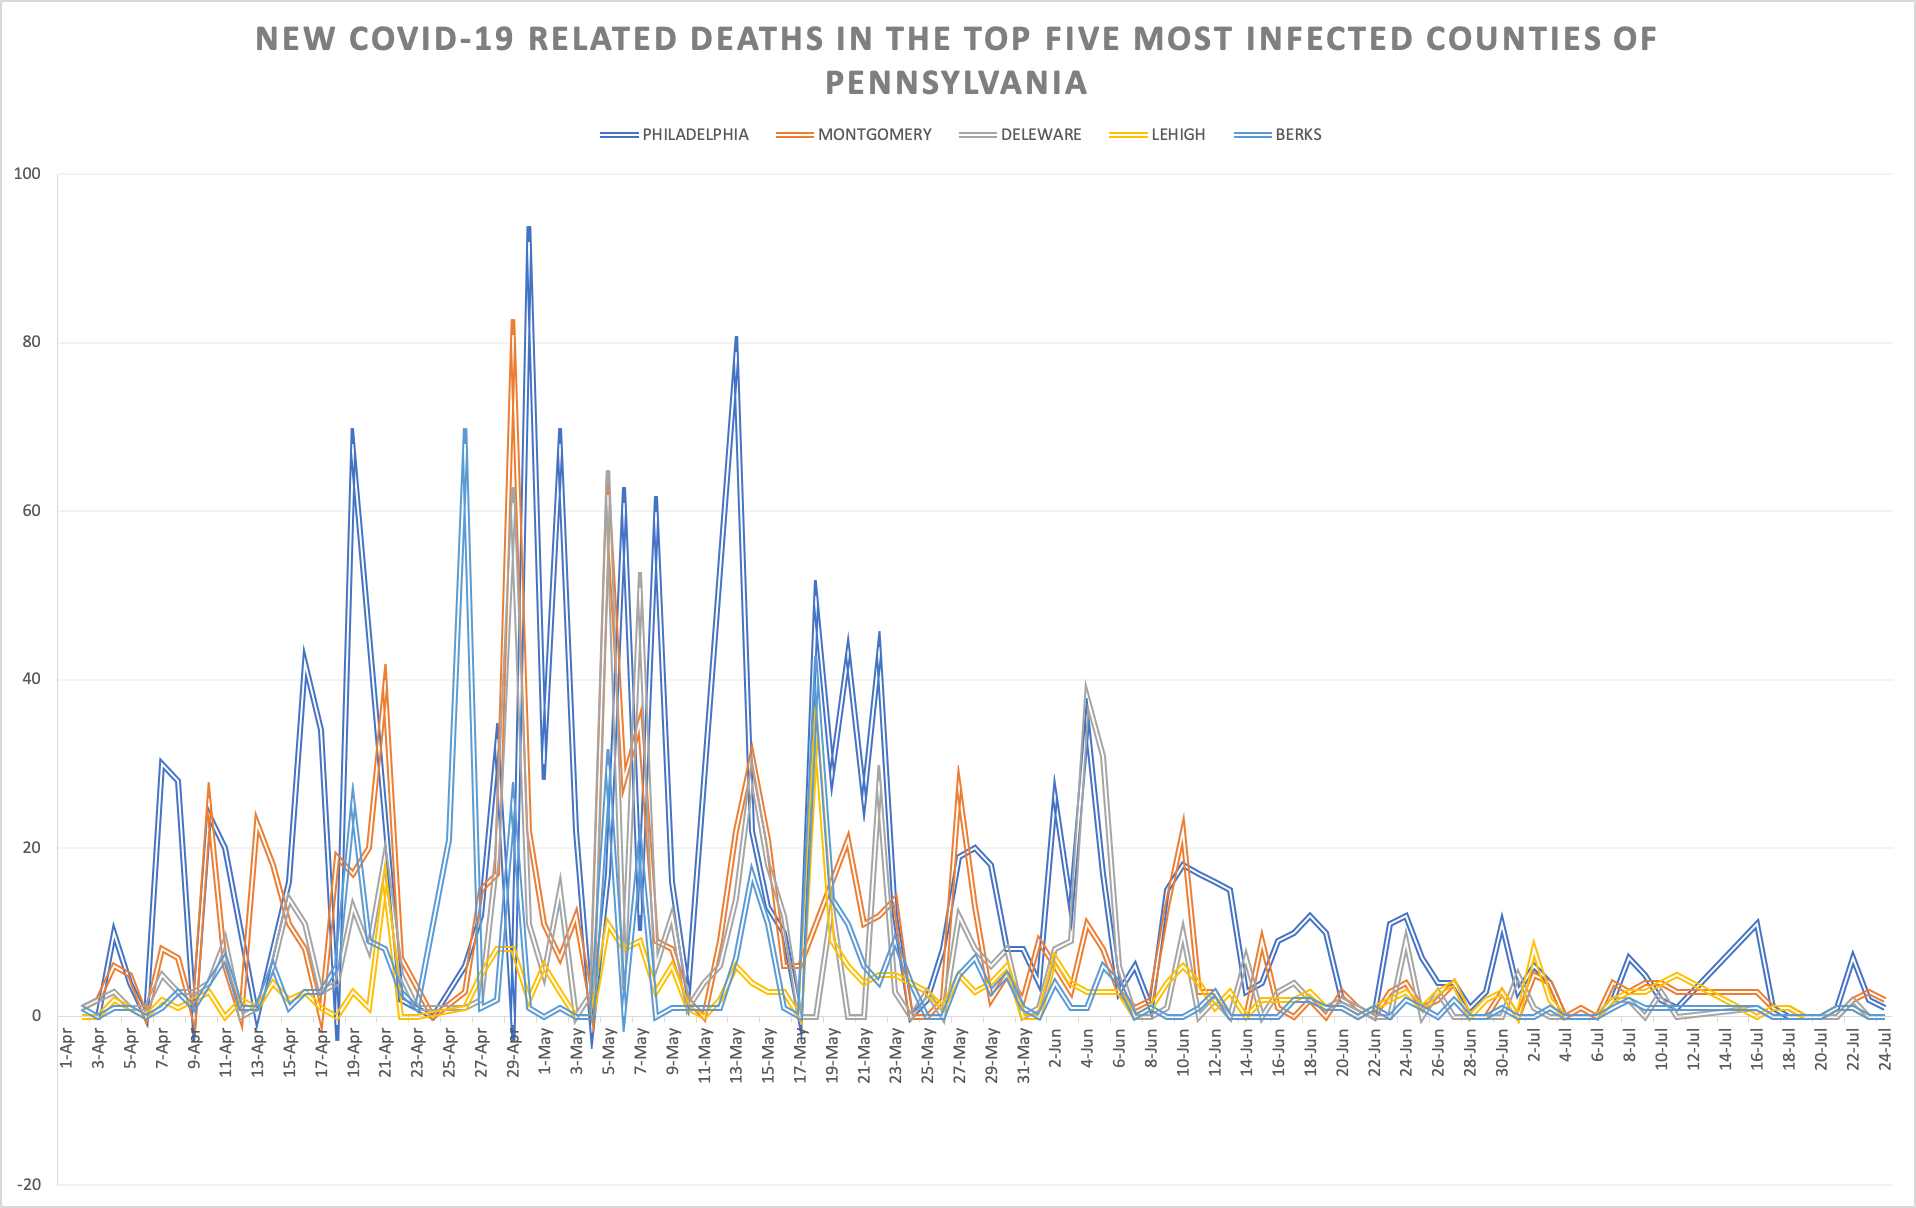 NEW COVID-19 RELATED DEATHS IN THE TOP FIVE MOST INFECTED COUNTIES OF
PENNSYLVANIA
PHILADELPHIA MONTGOMERY DELEWARE LEHIGH BERKS
100
80
60
40
20
0
-20
1-Apr
3-Apr
5-Apr
7-Apr
9-Apr
11-Apr
13-Apr
15-Apr
17-Apr
19-Apr
21-Apr
23-Apr
25-Apr
27-Apr
29-Apr
1-May
3-May
5-May
7-May
9-May
11-May
13-May
15-May
17-May
19-May
21-May
23-May
25-May
27-May
29-May
31-May
2-Jun
4-Jun
6-Jun
8-Jun
10-Jun
12-Jun
14-Jun
16-Jun
18-Jun
20-Jun
22-Jun
24-Jun
26-Jun
28-Jun
30-Jun
2-Jul
4-Jul
6-Jul
8-Jul
10-Jul
12-Jul
14-Jul
16-Jul
18-Jul
20-Jul
22-Jul
24-Jul